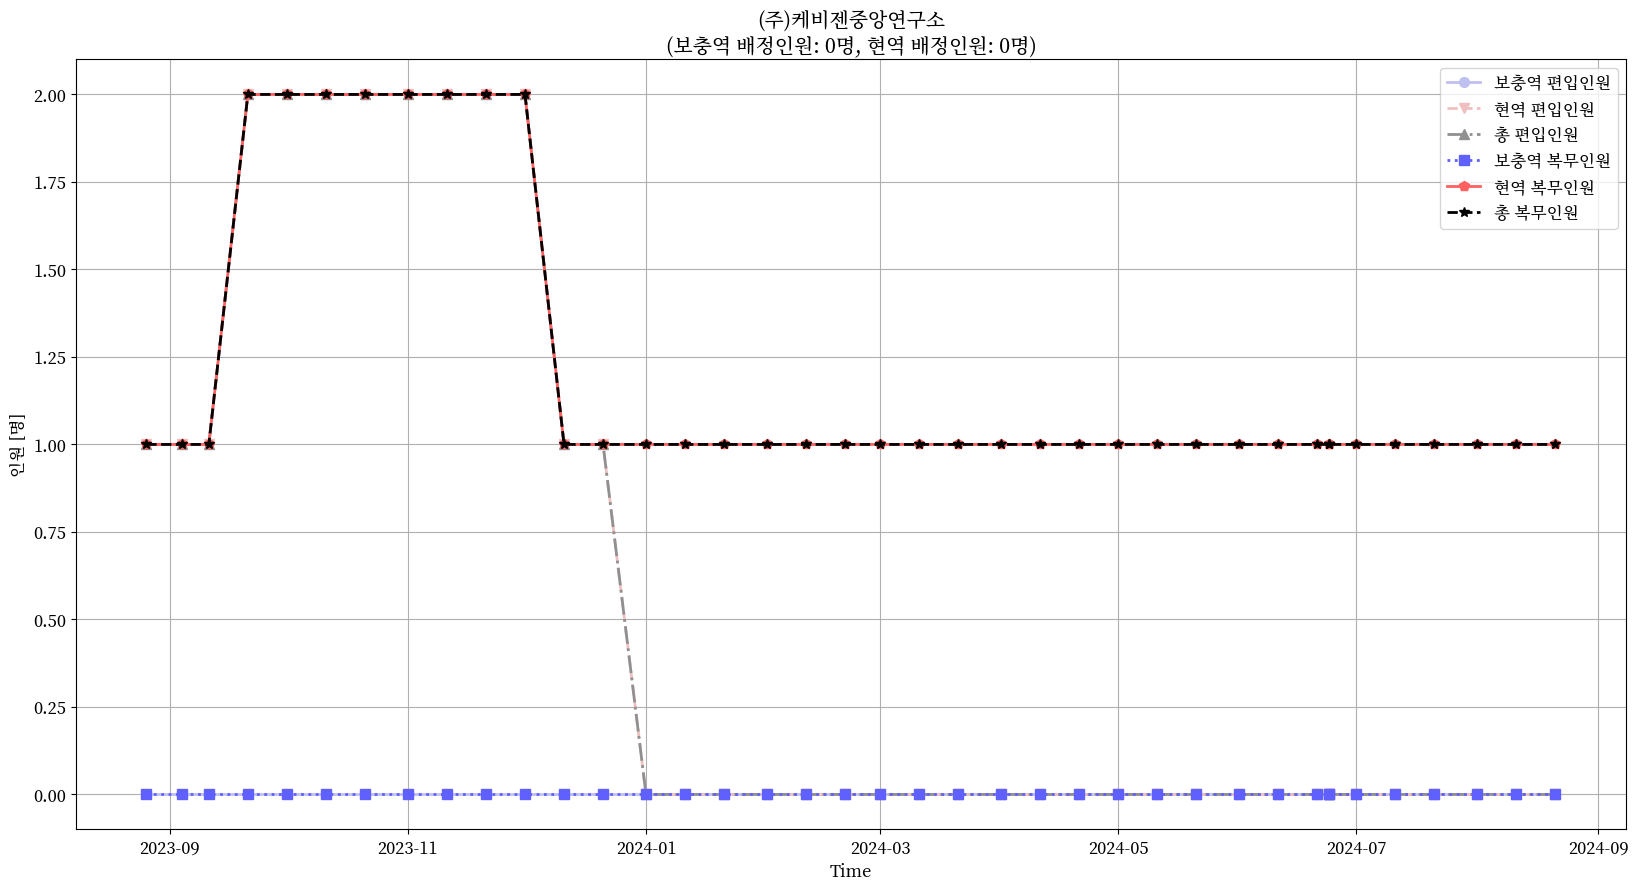 (주)케비젠중앙연구소
(보충역 배정인원: 0명, 현역 배정인원: 0명)
보충역 편입인원
현역 편입인원
총 편입인원
보충역 복무인원
현역 복무인원
총 복무인원
인원 [명]
2.00
1.75
1.50
1.25
1.00
0.75
0.50
0.25
0.00
2023-09
2023-11
2024-01
2024-03
2024-05
2024-07
2024-09
Time